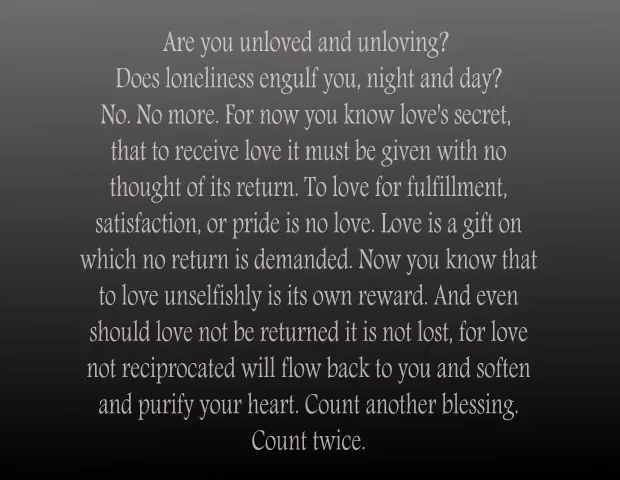 Are you unloved and unloving?
Does loneliness engulf you, night and day?
No. No more. For now you know love's secret,
that to receive love it must be given with no
thought of its return. To love for fulfillment,
satisfaction, or pride is no love. Love is a gift on
which no return is demanded. Now you know that
to love unselfishly is its own reward. And even
should love not be returned it is not lost, for love
not reciprocated will flow back to you and soften
and purify your heart. Count another blessing.
Count twice.